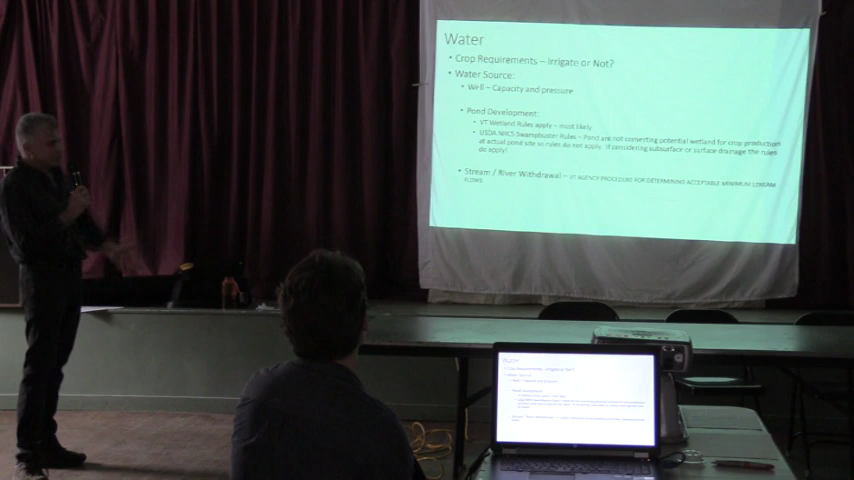 Water
• Crop Requirements – Irrigate or Not?
• Water Source:
• Well – Capacity and pressure
• Pond Development:
• VT Wetland Rules apply – most likely
• USDA NRCS Swampbuster Rules – Pond are not converting potential wetland for crop production
at actual pond site so rules do not apply. If considering subsurface or surface drainage the rules
do apply!
• Stream / River Withdrawal – VT AGENCY PROCEDURE FOR DETERMINING ACCEPTABLE MINIMUM STREAM
FLOWS